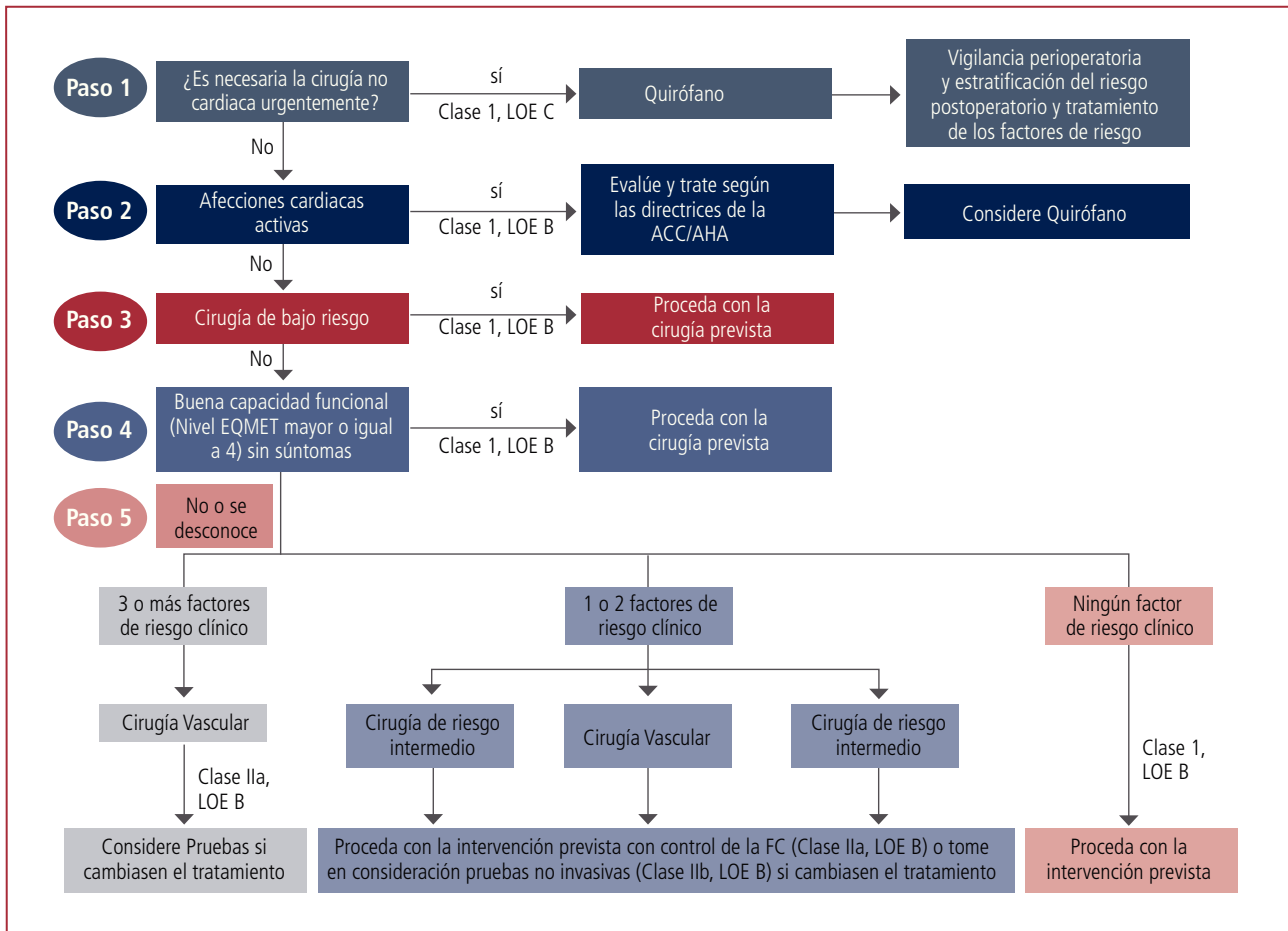 Paso 1
¿Es necesaria la cirugía no
cardiaca urgentemente?
sí
Clase 1, LOE C
Quirófano
Vigilancia perioperatoria
y estratificación del riesgo
postoperatorio y tratamiento
de los factores de riesgo
No
Paso 2
Afecciones cardiacas
activas
sí
Clase 1, LOE B
Evalúe y trate según
las directrices de la
ACC/AHA
Considere Quirófano
No
Paso 3
Cirugía de bajo riesgo
sí
Clase 1, LOE B
Proceda con la
cirugía prevista
No
Paso 4
Buena capacidad funcional
(Nivel EQMET mayor o igual
a 4) sin súntomas
sí
Clase 1, LOE B
Proceda con la
cirugía prevista
Paso 5
No o se
desconoce
3 o más factores
de riesgo clínico
1 o 2 factores de
riesgo clínico
Ningún factor
de riesgo clínico
Cirugía Vascular
Cirugía de riesgo
intermedio
Cirugía Vascular
Cirugía de riesgo
intermedio
Clase IIa,
LOE B
Clase 1,
LOE B
Considere Pruebas si
cambiasen el tratamiento
Proceda con la intervención prevista con control de la FC (Clase IIa, LOE B) o tome
en consideración pruebas no invasivas (Clase IIb, LOE B) si cambiasen el tratamiento
Proceda con la
intervención prevista